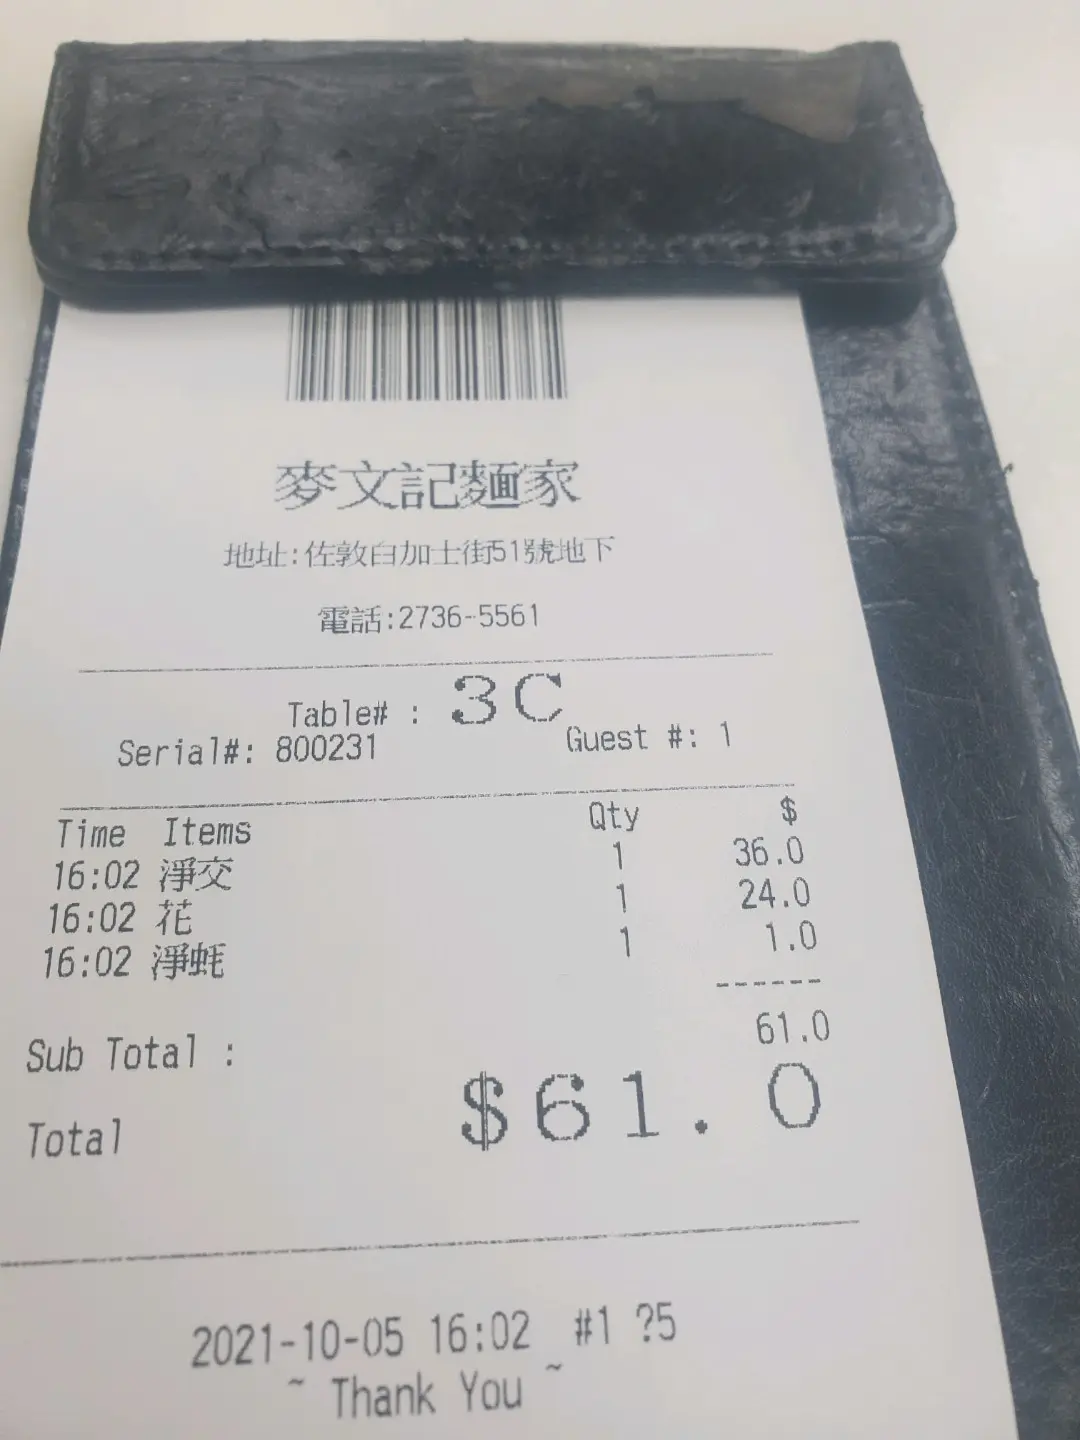 麥文記麵家
地址:佐敦白加士街51號地下
電話:2736-5561
Table# : 3C
Serial#: 800231 Guest #: 1
Time Items Qty $
16:02 淨交 1 36.0
16:02 花 1 24.0
16:02 淨蚝 1 1.0
------
Sub Total : 61.0
Total $61.0
2021-10-05 16:02 #1 ?5
~ Thank You ~